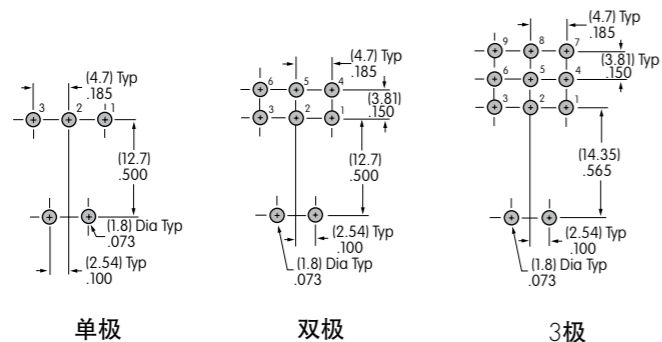 (4.7) Typ
.185
3 2 1
(12.7)
.500
(1.8) Dia Typ
.073
(2.54) Typ
.100
单极
(4.7) Typ
.185
6 5 4
(3.81)
.150
3 2 1
(12.7)
.500
(2.54) Typ
.100
(1.8) Dia Typ
.073
双极
(4.7) Typ
.185
9 8 7
(3.81) Typ
.150
6 5 4
3 2 1
(14.35)
.565
(2.54) Typ
.100
(1.8) Dia Typ
.073
3极